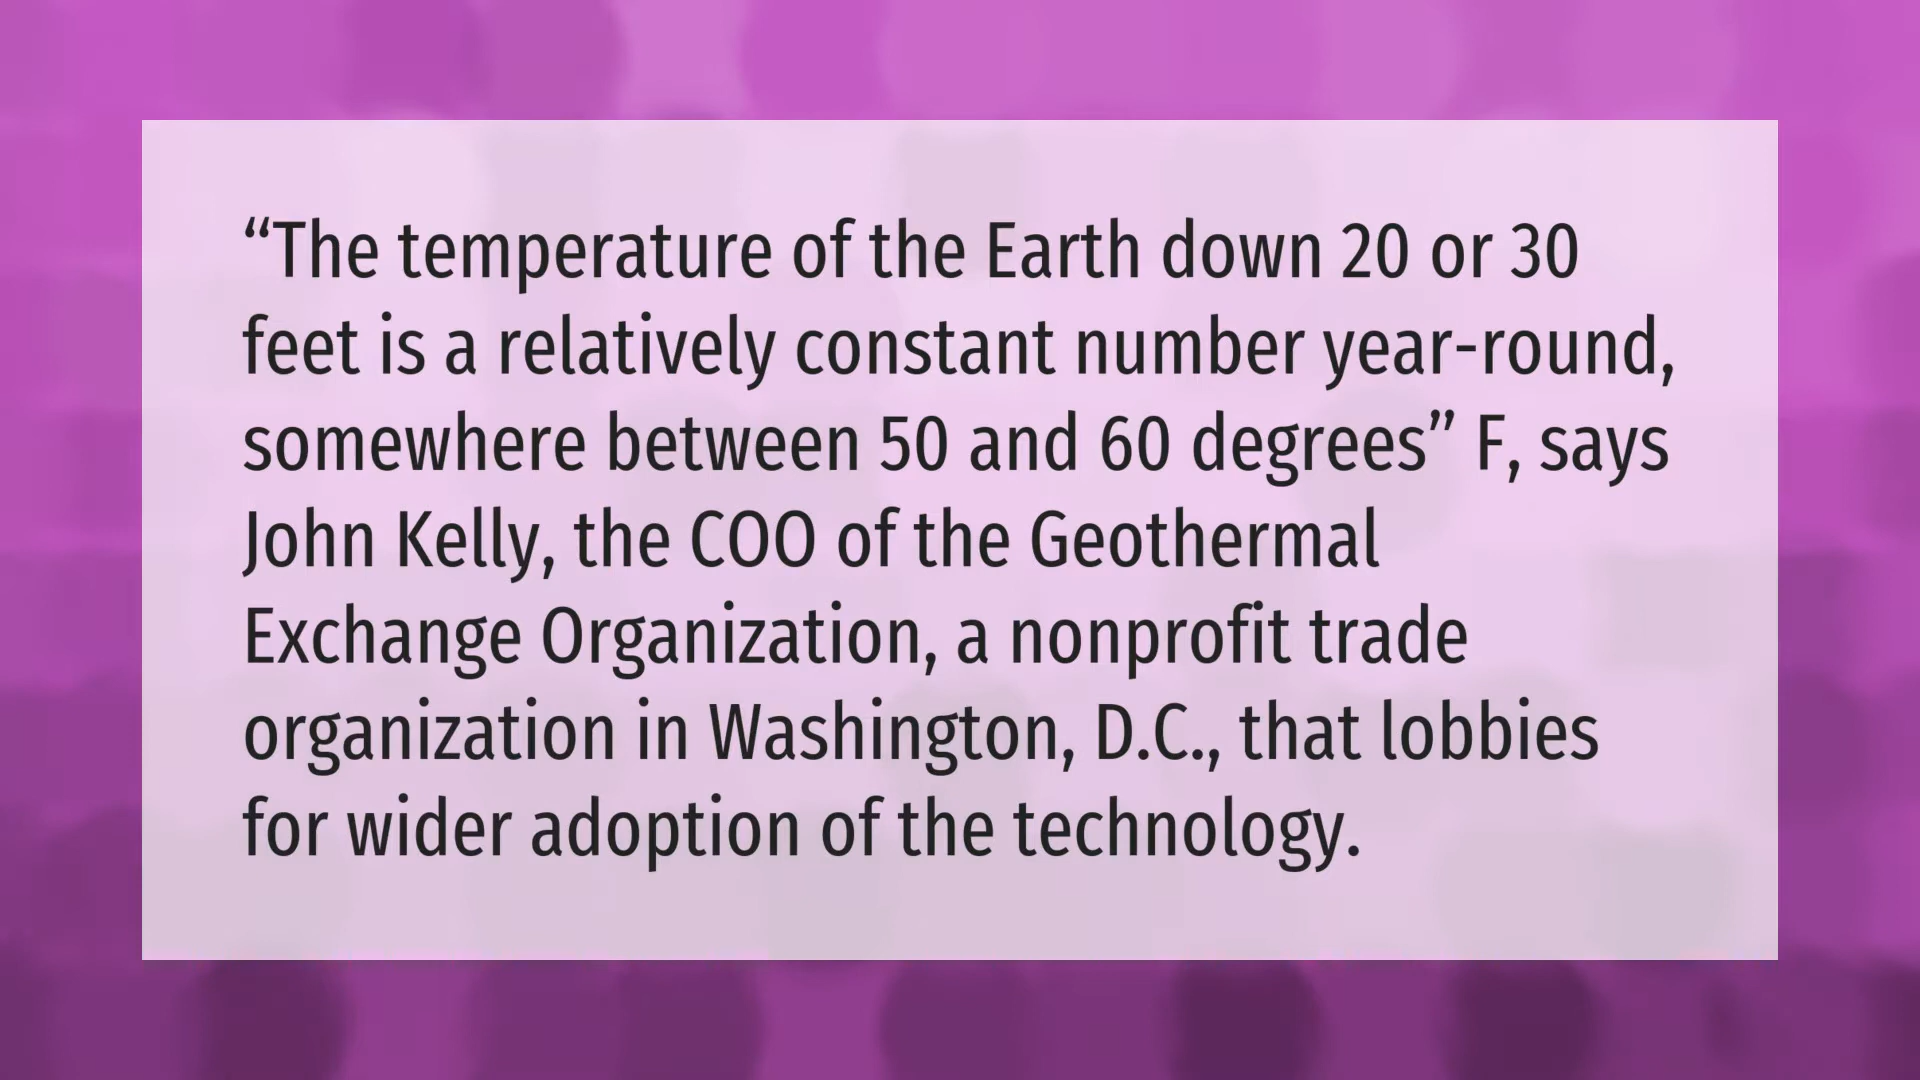 “The temperature of the Earth down 20 or 30
feet is a relatively constant number year-round,
somewhere between 50 and 60 degrees” F, says
John Kelly, the COO of the Geothermal
Exchange Organization, a nonprofit trade
organization in Washington, D.C., that lobbies
for wider adoption of the technology.